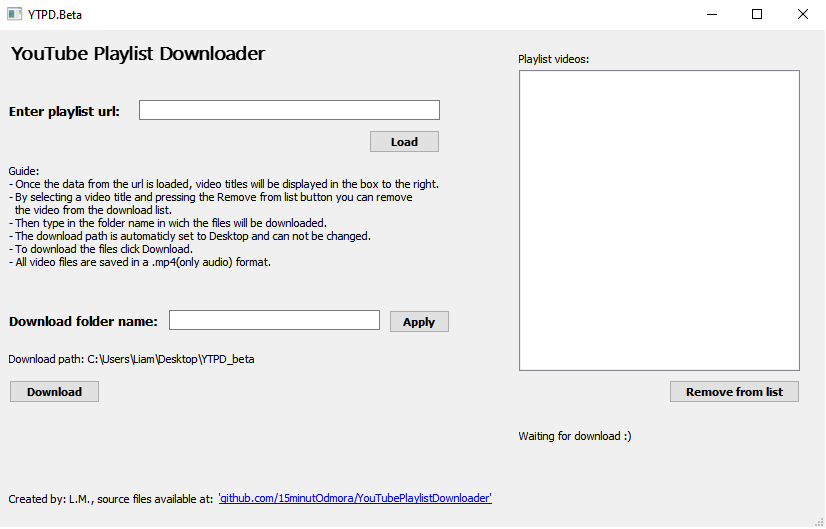 YTPD.Beta
YouTube Playlist Downloader
Enter playlist url:
Load
Guide:
- Once the data from the url is loaded, video titles will be displayed in the box to the right.
- By selecting a video title and pressing the Remove from list button you can remove
the video from the download list.
- Then type in the folder name in wich the files will be downloaded.
- The download path is automaticly set to Desktop and can not be changed.
- To download the files click Download.
- All video files are saved in a .mp4(only audio) format.
Download folder name:
Apply
Download path: C:\Users\Liam\Desktop\YTPD_beta
Download
Playlist videos:
Remove from list
Waiting for download :)
Created by: L.M., source files available at: 'github.com/15minutOdmora/YouTubePlaylistDownloader'